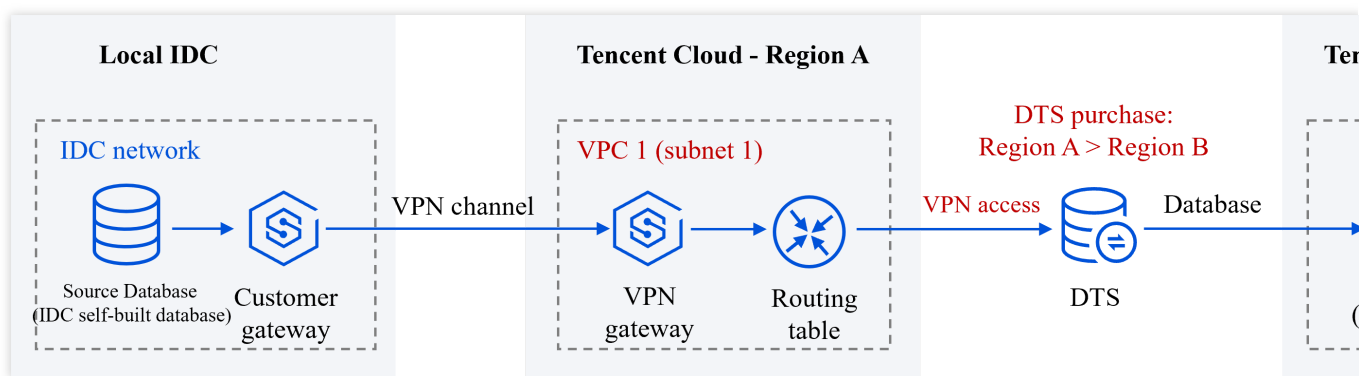 Local IDC
Tencent Cloud - Region A
IDC network
Source Database
(IDC self-built database)
Customer
gateway
VPN channel
VPC 1 (subnet 1)
VPN
gateway
Routing
table
DTS purchase:
Region A > Region B
VPN access
DTS
Database